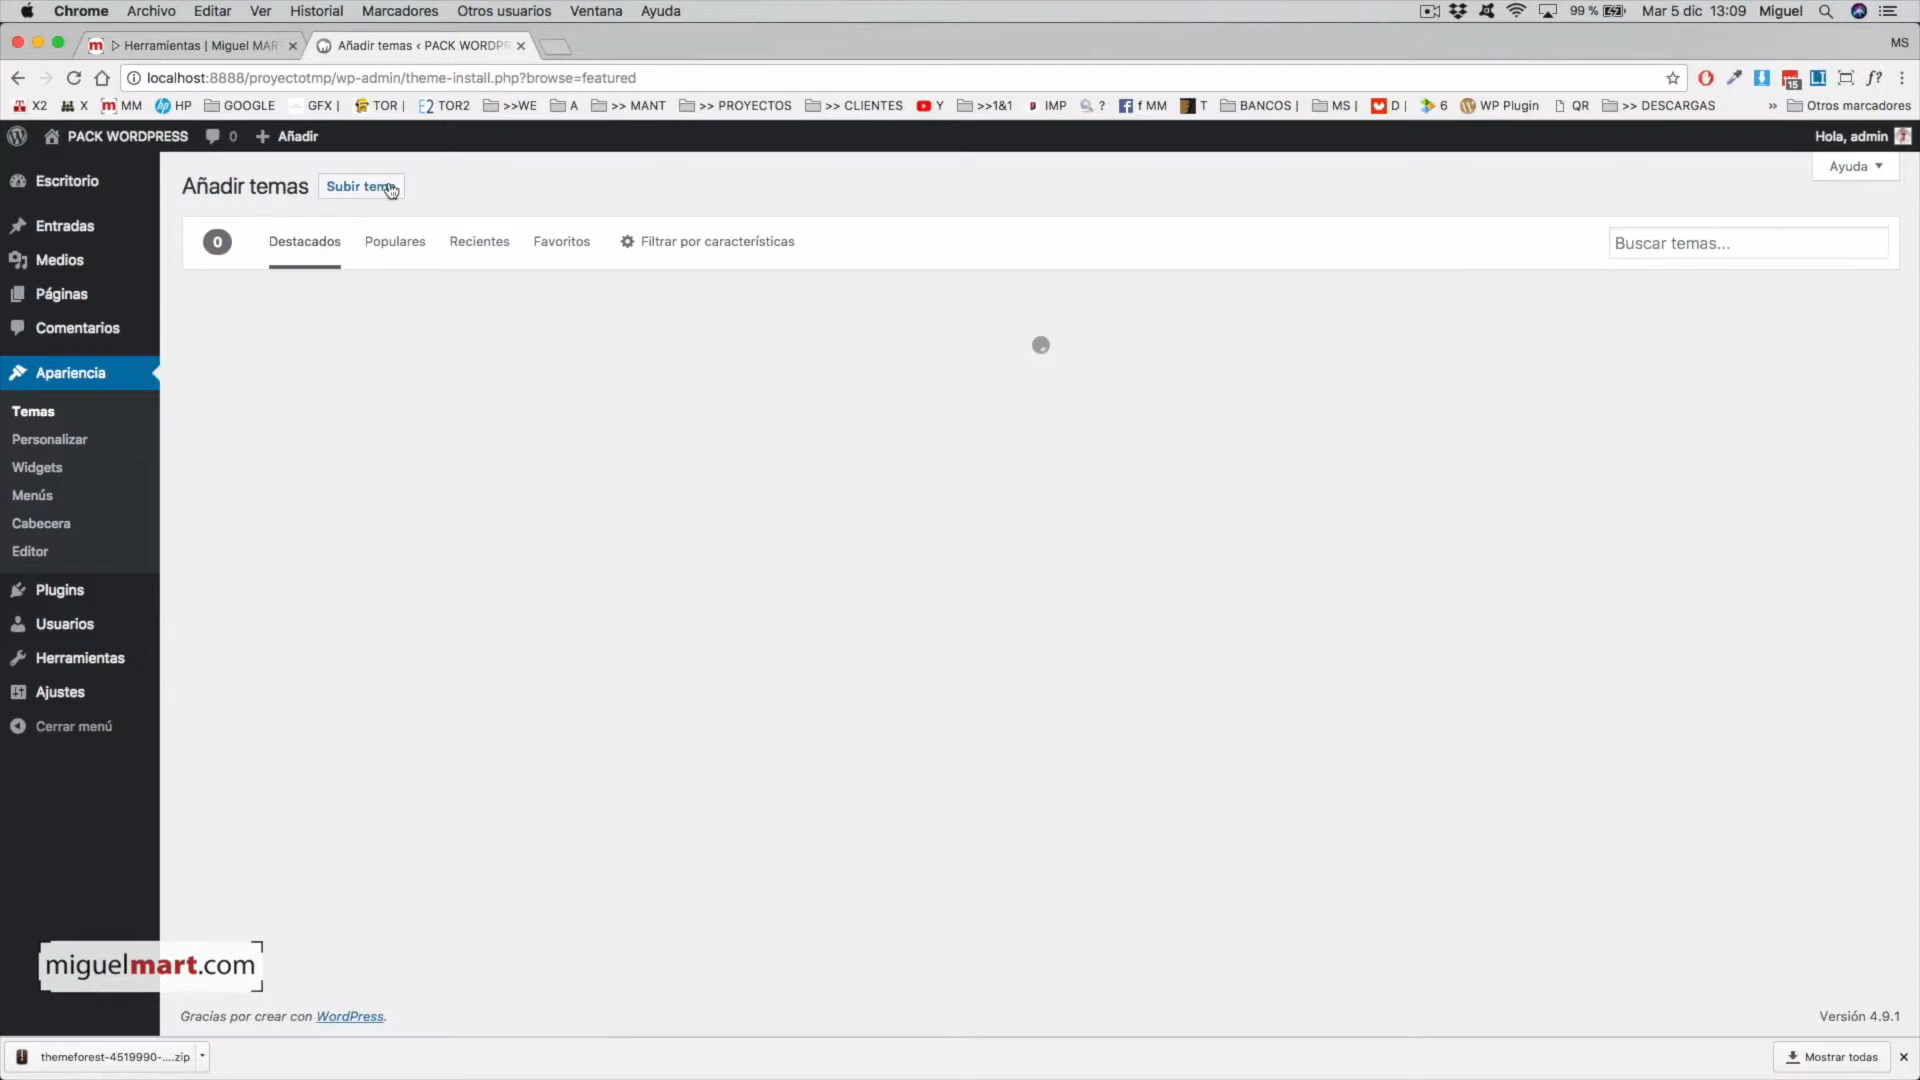 Chrome Archivo Editar Ver Historial Marcadores Otros usuarios Ventana Ayuda 99 % Mar 5 dic 13:09 Miguel
Herramientas | Miguel MAR Añadir temas ‹ PACK WORDPR MS
localhost:8888/proyectotmp/wp-admin/theme-install.php?browse=featured 15 f?
X2 X MM HP GOOGLE GFX | TOR | TOR2 >>WE A >> MANT >> PROYECTOS >> CLIENTES Y >>1&1 IMP ? f MM T BANCOS | MS | D | 6 WP Plugin QR >> DESCARGAS » Otros marcadores
PACK WORDPRESS 0 + Añadir Hola, admin
Ayuda
Escritorio
Añadir temas Subir tema
Entradas
0 Destacados Populares Recientes Favoritos Filtrar por características Buscar temas...
Medios
Páginas
Comentarios
Apariencia
Temas
Personalizar
Widgets
Menús
Cabecera
Editor
Plugins
Usuarios
Herramientas
Ajustes
Cerrar menú
miguelmart.com
Gracias por crear con WordPress. Versión 4.9.1
themeforest-4519990-....zip Mostrar todas